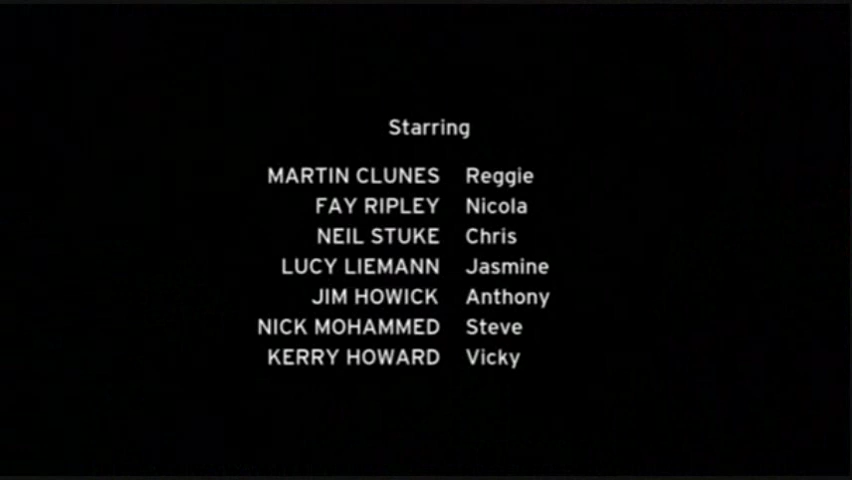 Starring
MARTIN CLUNES Reggie
FAY RIPLEY Nicola
NEIL STUKE Chris
LUCY LIEMANN Jasmine
JIM HOWICK Anthony
NICK MOHAMMED Steve
KERRY HOWARD Vicky